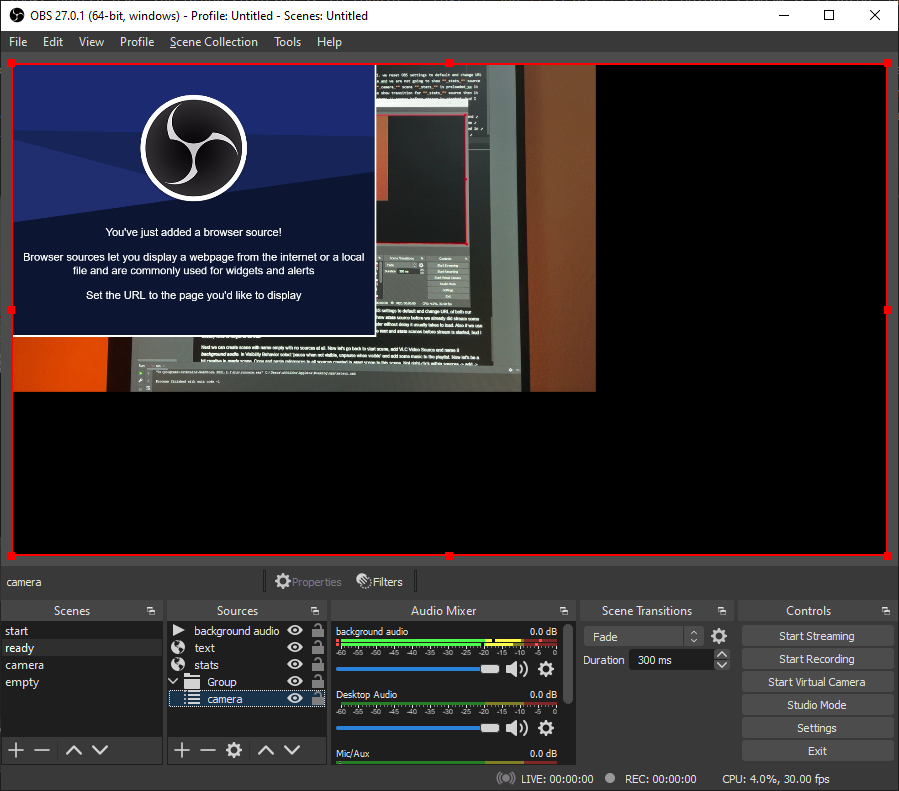 OBS 27.0.1 (64-bit, windows) - Profile: Untitled - Scenes: Untitled
File Edit View Profile Scene Collection Tools Help
You've just added a browser source!
Browser sources let you display a webpage from the internet or a local
file and are commonly used for widgets and alerts
Set the URL to the page you'd like to display
camera
Properties
Filters
Scenes
start
ready
camera
empty
Sources
background audio
text
stats
Group
camera
Audio Mixer
background audio 0.0 dB
-60 -55 -50 -45 -40 -35 -30 -25 -20 -15 -10 -5 0
Desktop Audio 0.0 dB
-60 -55 -50 -45 -40 -35 -30 -25 -20 -15 -10 -5 0
Mic/Aux 0.0 dB
Scene Transitions
Fade
Duration 300 ms
Controls
Start Streaming
Start Recording
Start Virtual Camera
Studio Mode
Settings
Exit
LIVE: 00:00:00 REC: 00:00:00 CPU: 4.0%, 30.00 fps